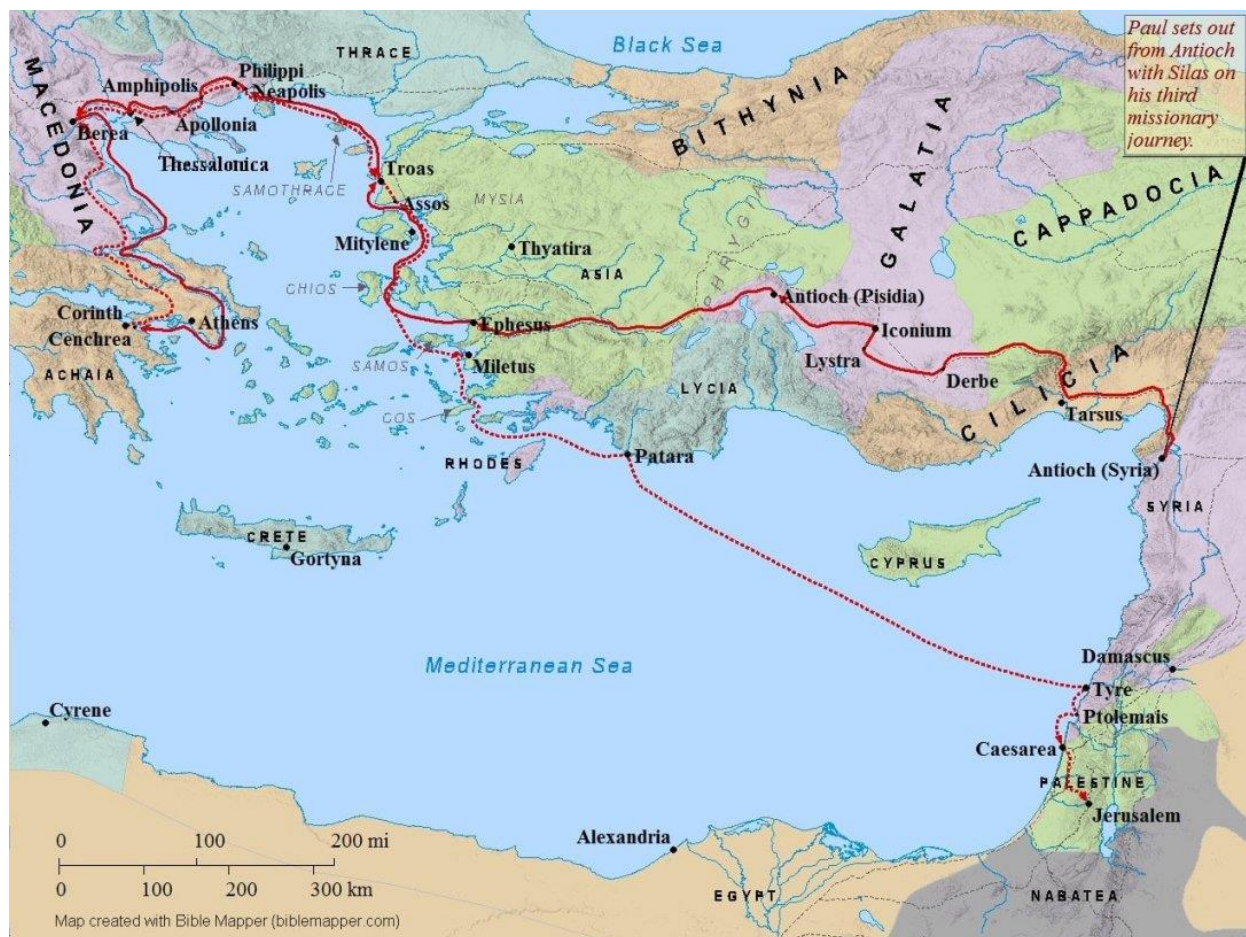 Black Sea
Paul sets out
from Antioch
with Silas on
his third
missionary
journey.
THRACE
MACEDONIA
Philippi
Neapolis
Amphipolis
Apollonia
Berea
Thessalonica
BITHYNIA
GALATIA
CAPPADOCIA
SAMOTHRACE
Troas
Assos
MYSIA
Mitylene
Thyatira
ASIA
PHRYGIA
CHIOS
Antioch (Pisidia)
Corinth
Cenchrea
Athens
Ephesus
Iconium
Lystra
ACHAIA
SAMOS
Miletus
LYCIA
Derbe
CILICIA
Tarsus
COS
RHODES
Patara
Antioch (Syria)
SYRIA
CRETE
Gortyna
CYPRUS
Mediterranean Sea
Damascus
Tyre
Cyrene
Ptolemais
Caesarea
PALESTINE
Jerusalem
Alexandria
EGYPT
NABATEA
0 100 200 mi
0 100 200 300 km
Map created with Bible Mapper (biblemapper.com)